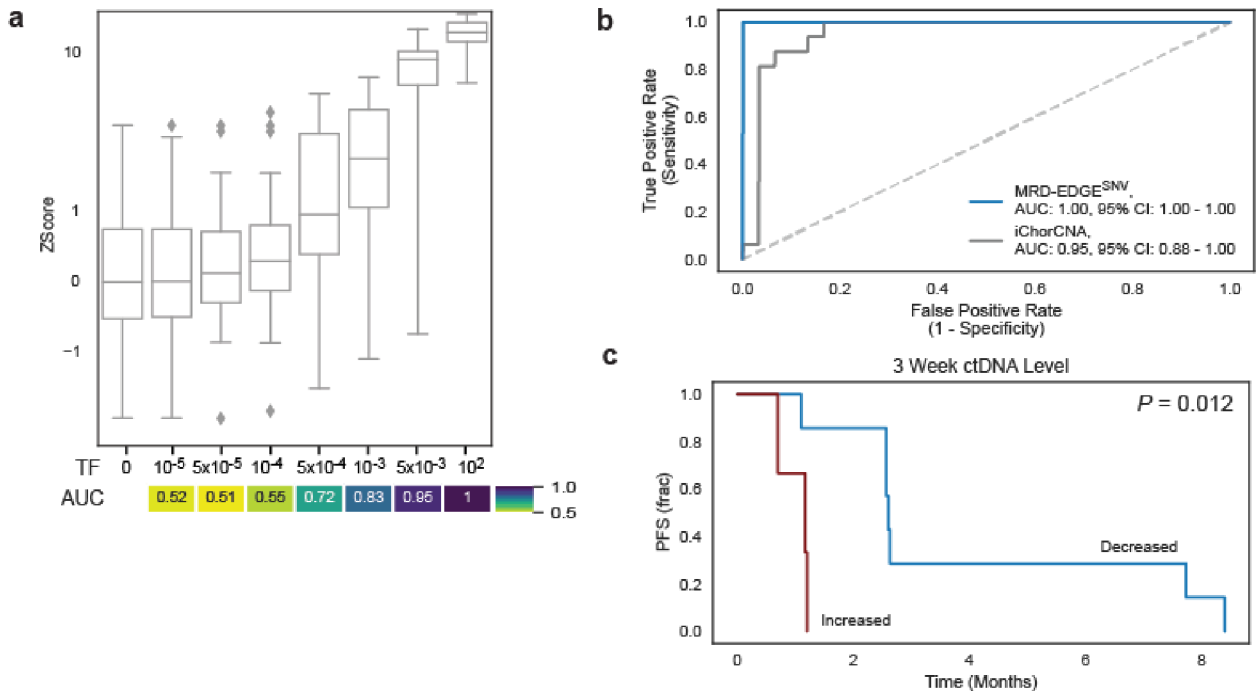 a
ZScore
10
1
0
−1
TF 0 10-5 5x10-5 10-4 5x10-4 10-3 5x10-3 102
AUC 0.52 0.51 0.55 0.72 0.83 0.95 1
1.0
0.5
b
True Positive Rate
(Sensitivity)
1.0
0.8
0.6
0.4
0.2
0.0
MRD-EDGESNV,
AUC: 1.00, 95% CI: 1.00 - 1.00
iChorCNA,
AUC: 0.95, 95% CI: 0.88 - 1.00
0.0 0.2 0.4 0.6 0.8 1.0
False Positive Rate
(1 - Specificity)
c
3 Week ctDNA Level
P = 0.012
PFS (frac)
1.0
0.8
0.6
0.4
0.2
0.0
Decreased
Increased
0 2 4 6 8
Time (Months)